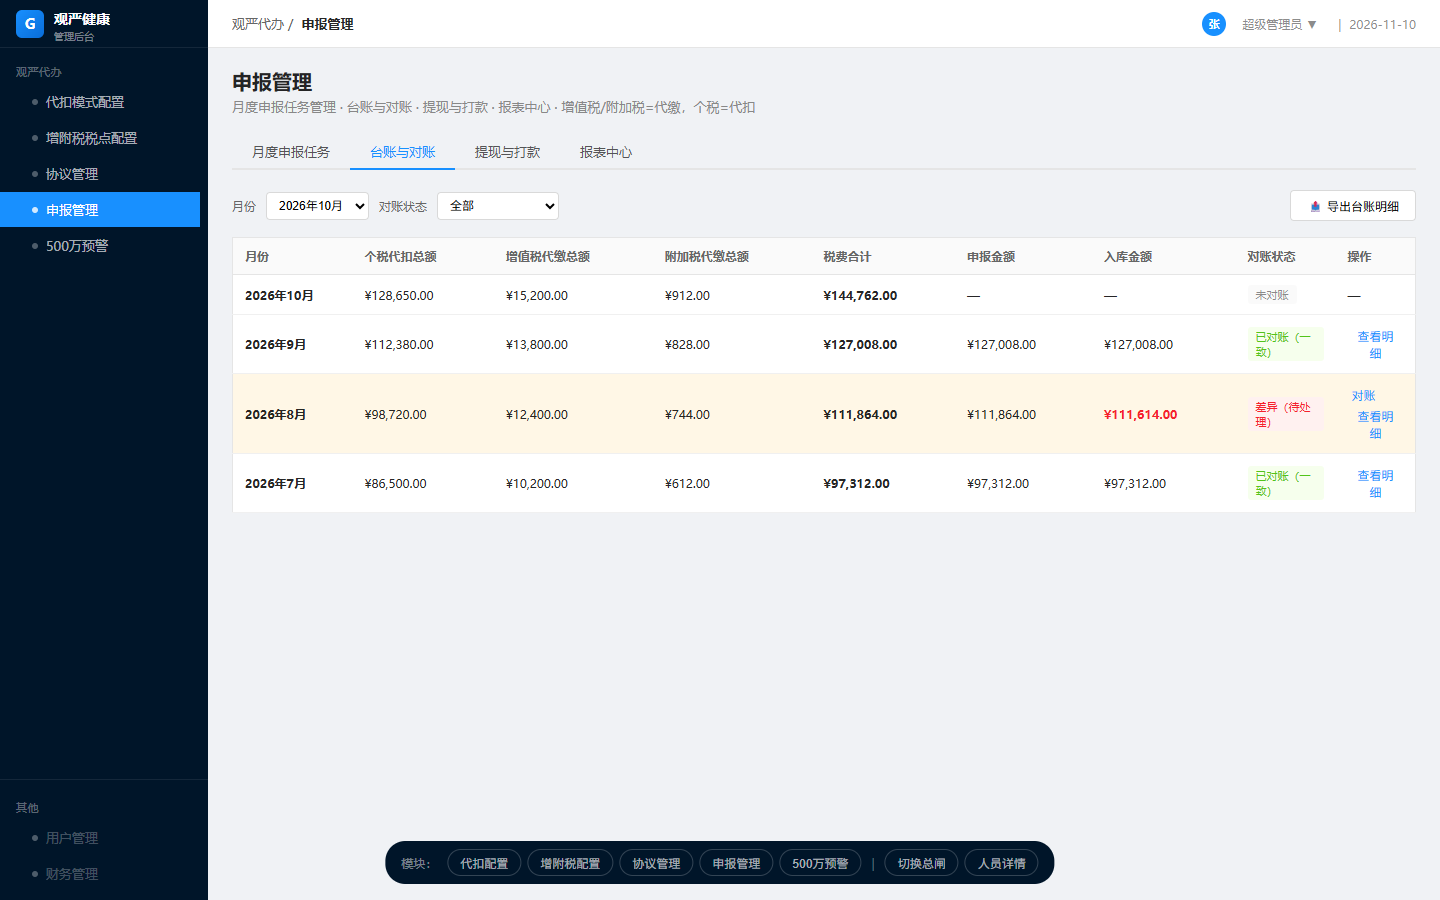 G 观严健康
管理后台
观严代办
代扣模式配置
增附税税点配置
协议管理
申报管理
500万预警
其他
用户管理
财务管理
观严代办 / 申报管理
张 超级管理员 ▼ | 2026-11-10
申报管理
月度申报任务管理 · 台账与对账 · 提现与打款 · 报表中心 · 增值税/附加税=代缴，个税=代扣
月度申报任务 台账与对账 提现与打款 报表中心
月份 2026年10月 对账状态 全部 导出台账明细
月份 个税代扣总额 增值税代缴总额 附加税代缴总额 税费合计 申报金额 入库金额 对账状态 操作
2026年10月 ¥128,650.00 ¥15,200.00 ¥912.00 ¥144,762.00 — — 未对账 —
2026年9月 ¥112,380.00 ¥13,800.00 ¥828.00 ¥127,008.00 ¥127,008.00 ¥127,008.00 已对账（一致） 查看明细
2026年8月 ¥98,720.00 ¥12,400.00 ¥744.00 ¥111,864.00 ¥111,864.00 ¥111,614.00 差异（待处理） 对账 查看明细
2026年7月 ¥86,500.00 ¥10,200.00 ¥612.00 ¥97,312.00 ¥97,312.00 ¥97,312.00 已对账（一致） 查看明细
模块： 代扣配置 增附税配置 协议管理 申报管理 500万预警 | 切换总闸 人员详情